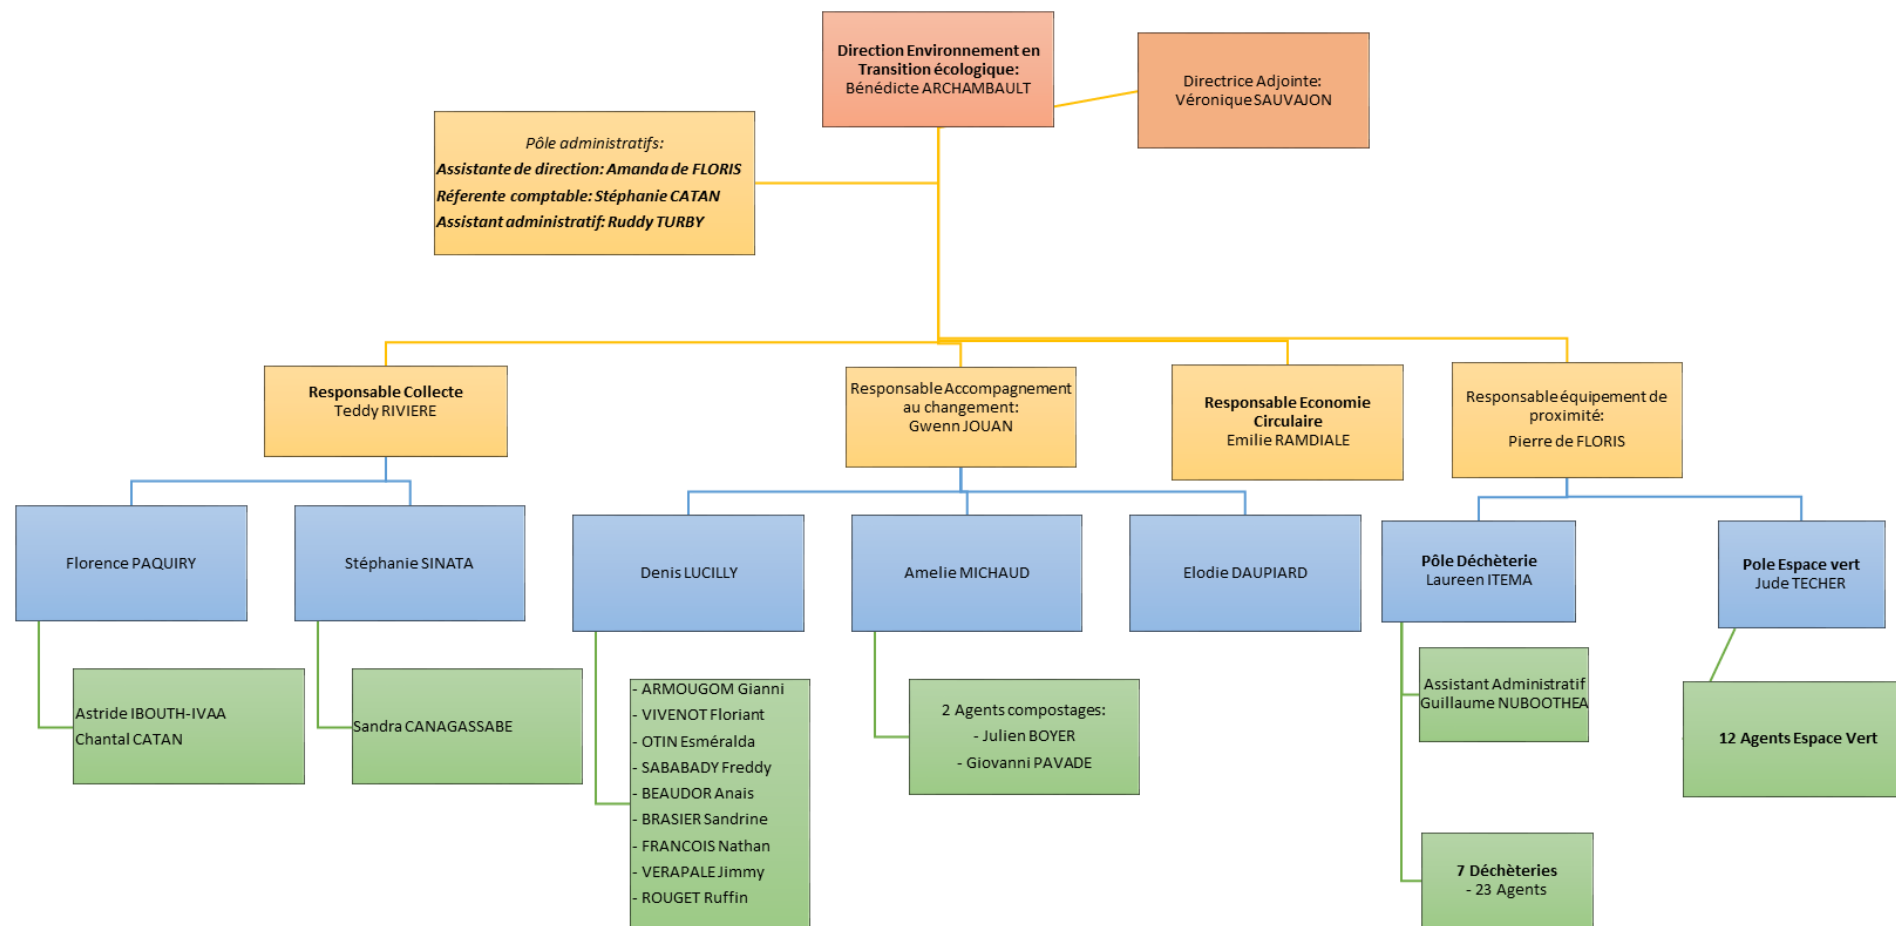 Direction Environnement en
Transition écologique:
Bénédicte ARCHAMBAULT
Directrice Adjointe:
Véronique SAUVAJON
Pôle administratifs:
Assistante de direction: Amanda de FLORIS
Réferente comptable: Stéphanie CATAN
Assistant administratif: Ruddy TURBY
Responsable Collecte
Teddy RIVIERE
Responsable Accompagnement
au changement:
Gwenn JOUAN
Responsable Economie
Circulaire
Emilie RAMDIALE
Responsable équipement de
proximité:
Pierre de FLORIS
Florence PAQUIRY
Stéphanie SINATA
Denis LUCILLY
Amelie MICHAUD
Elodie DAUPIARD
Pôle Déchèterie
Laureen ITEMA
Pole Espace vert
Jude TECHER
Astride IBOUTH-IVAA
Chantal CATAN
Sandra CANAGASSABE
- ARMOUGOM Gianni
- VIVENOT Floriant
- OTIN Esméralda
- SABABADY Freddy
- BEAUDOR Anais
- BRASIER Sandrine
- FRANCOIS Nathan
- VERAPALE Jimmy
- ROUGET Ruffin
2 Agents compostages:
- Julien BOYER
- Giovanni PAVADE
Assistant Administratif
Guillaume NUBOOTHEA
12 Agents Espace Vert
7 Déchèteries
- 23 Agents